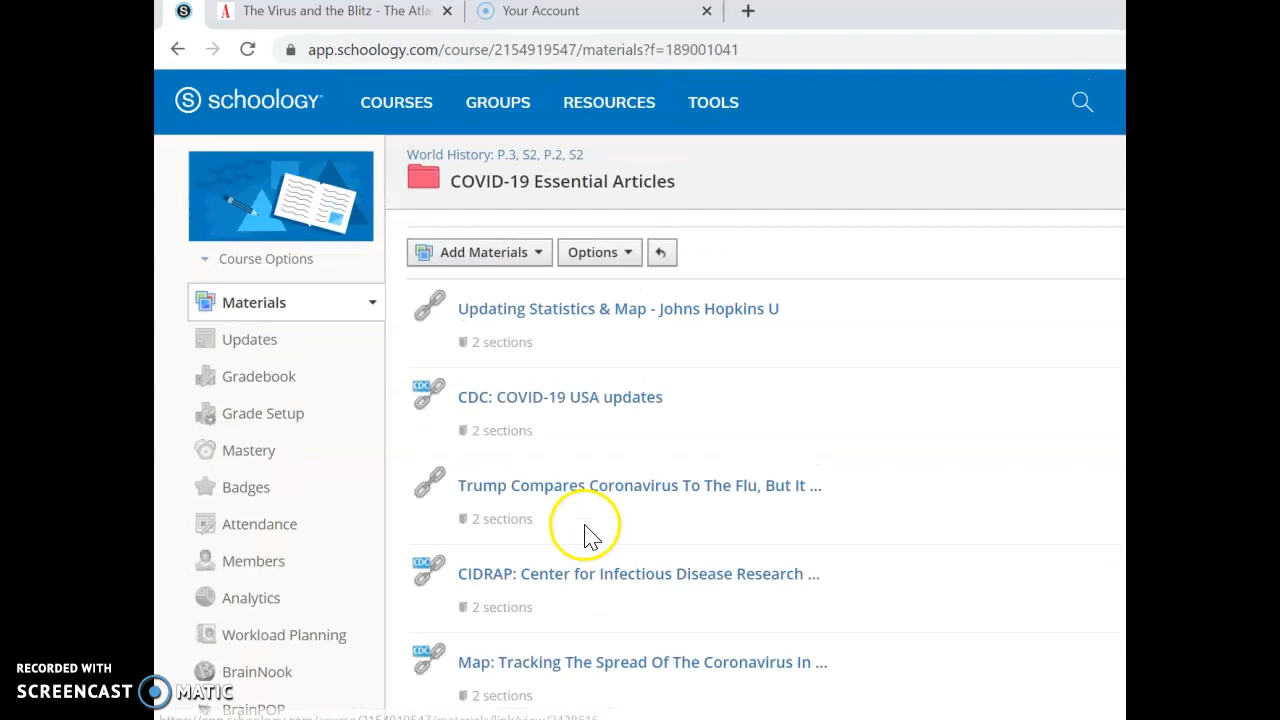 The Virus and the Blitz - The Atla
Your Account
app.schoology.com/course/2154919547/materials?f=189001041
schoology
COURSES
GROUPS
RESOURCES
TOOLS
World History: P.3, S2, P.2, S2
COVID-19 Essential Articles
Course Options
Add Materials
Options
Materials
Updates
Gradebook
Grade Setup
Mastery
Badges
Attendance
Members
Analytics
Workload Planning
BrainNook
BrainPOP
Updating Statistics & Map - Johns Hopkins U
2 sections
CDC
CDC: COVID-19 USA updates
2 sections
Trump Compares Coronavirus To The Flu, But It ...
2 sections
CDC
CIDRAP: Center for Infectious Disease Research ...
2 sections
CDC
Map: Tracking The Spread Of The Coronavirus In ...
2 sections
RECORDED WITH
SCREENCAST MATIC